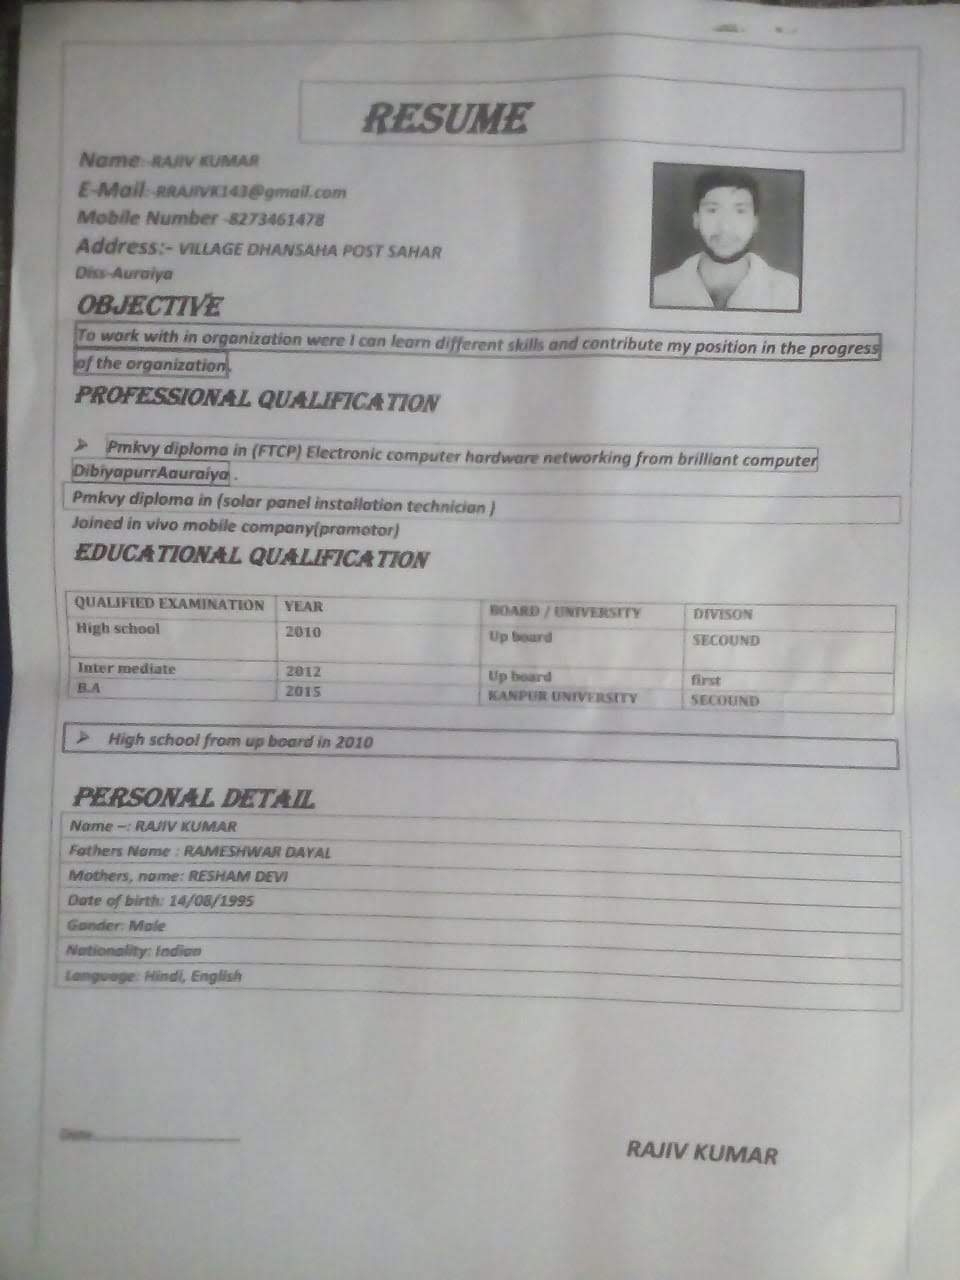 RESUME
Name:-RAJIV KUMAR
E-Mail:-RRAJIVK143@gmail.com
Mobile Number -8273461478
Address:- VILLAGE DHANSAHA POST SAHAR
Diss-Auraiya
OBJECTIVE
To work with in organization were I can learn different skills and contribute my position in the progress
of the organization.
PROFESSIONAL QUALIFICATION
➢ Pmkvy diploma in (FTCP) Electronic computer hardware networking from brilliant computer
DibiyapurrAauraiya .
Pmkvy diploma in (solar panel installation technician )
Joined in vivo mobile company(pramotor)
EDUCATIONAL QUALIFICATION
QUALIFIED EXAMINATION YEAR BOARD / UNIVERSITY DIVISON
High school 2010 Up board SECOUND
Inter mediate 2012 Up board first
B.A 2015 KANPUR UNIVERSITY SECOUND
➢ High school from up board in 2010
PERSONAL DETAIL
Name –: RAJIV KUMAR
Fathers Name : RAMESHWAR DAYAL
Mothers, name: RESHAM DEVI
Date of birth: 14/08/1995
Gander: Male
Nationality: Indian
Language: Hindi, English
Date
RAJIV KUMAR